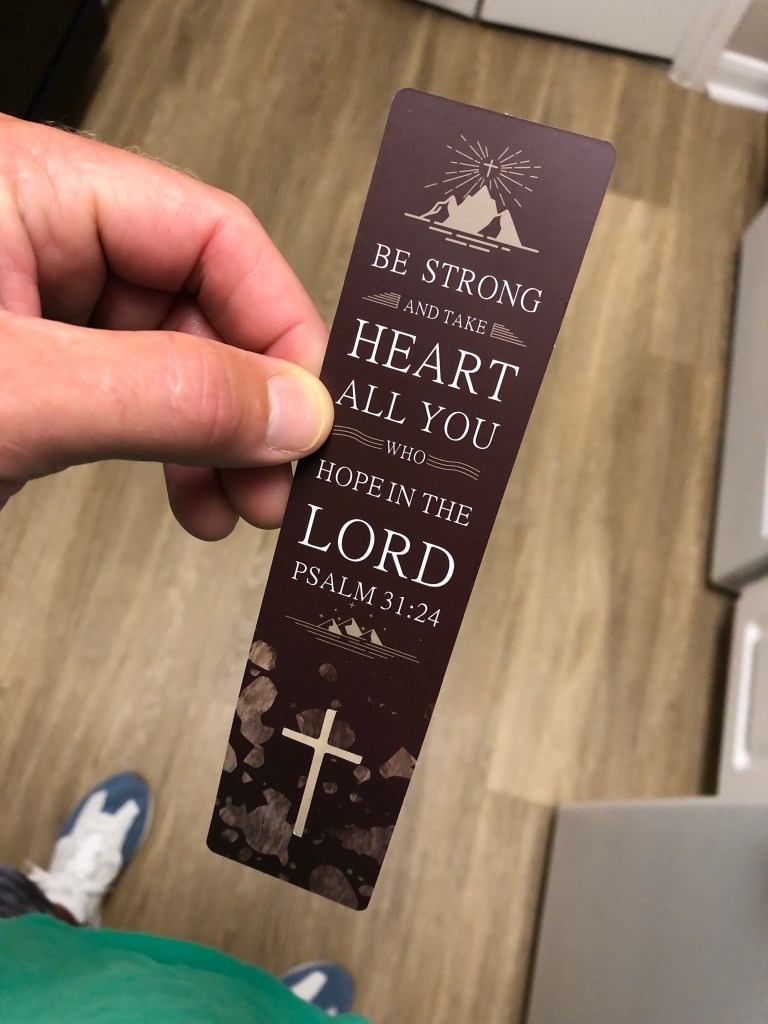 BE STRONG
AND TAKE
HEART
ALL YOU
WHO
HOPE IN THE
LORD
PSALM 31:24